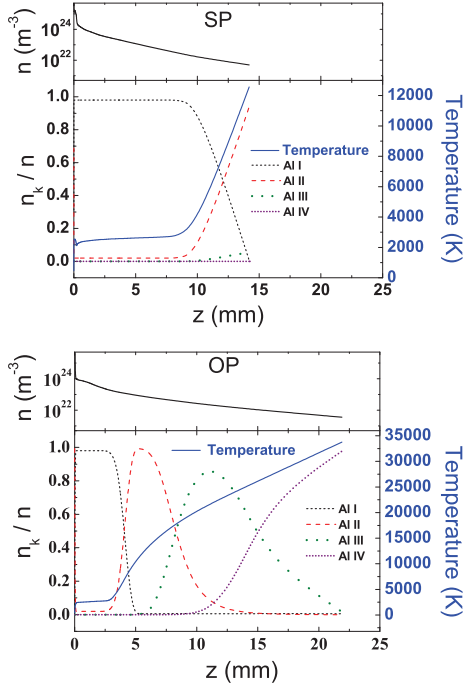 SP
n (m⁻³)
10²⁴
10²²
n_k / n
1.0
0.8
0.6
0.4
0.2
0.0
Temperature
Al I
Al II
Al III
Al IV
12000
10000
8000
6000
4000
2000
0
Temperature (K)
0 5 10 15 20 25
z (mm)
OP
n (m⁻³)
10²⁴
10²²
n_k / n
1.0
0.8
0.6
0.4
0.2
0.0
Temperature
Al I
Al II
Al III
Al IV
35000
30000
25000
20000
15000
10000
5000
0
Temperature (K)
0 5 10 15 20 25
z (mm)